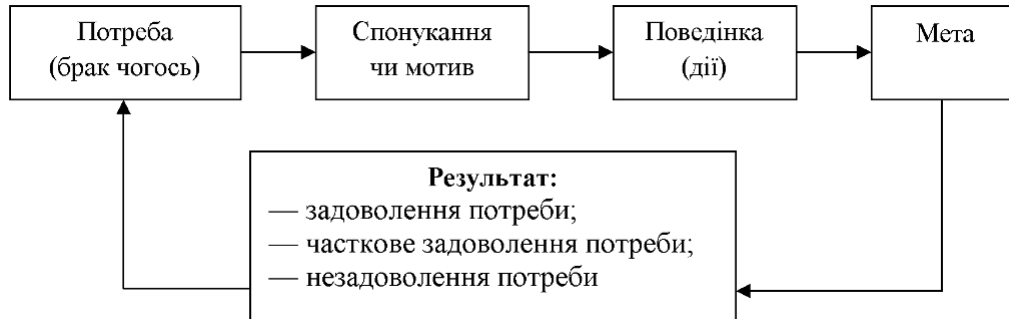 Потреба
(брак чогось)
Спонукання
чи мотив
Поведінка
(дії)
Мета
Результат:
— задоволення потреби;
— часткове задоволення потреби;
— незадоволення потреби